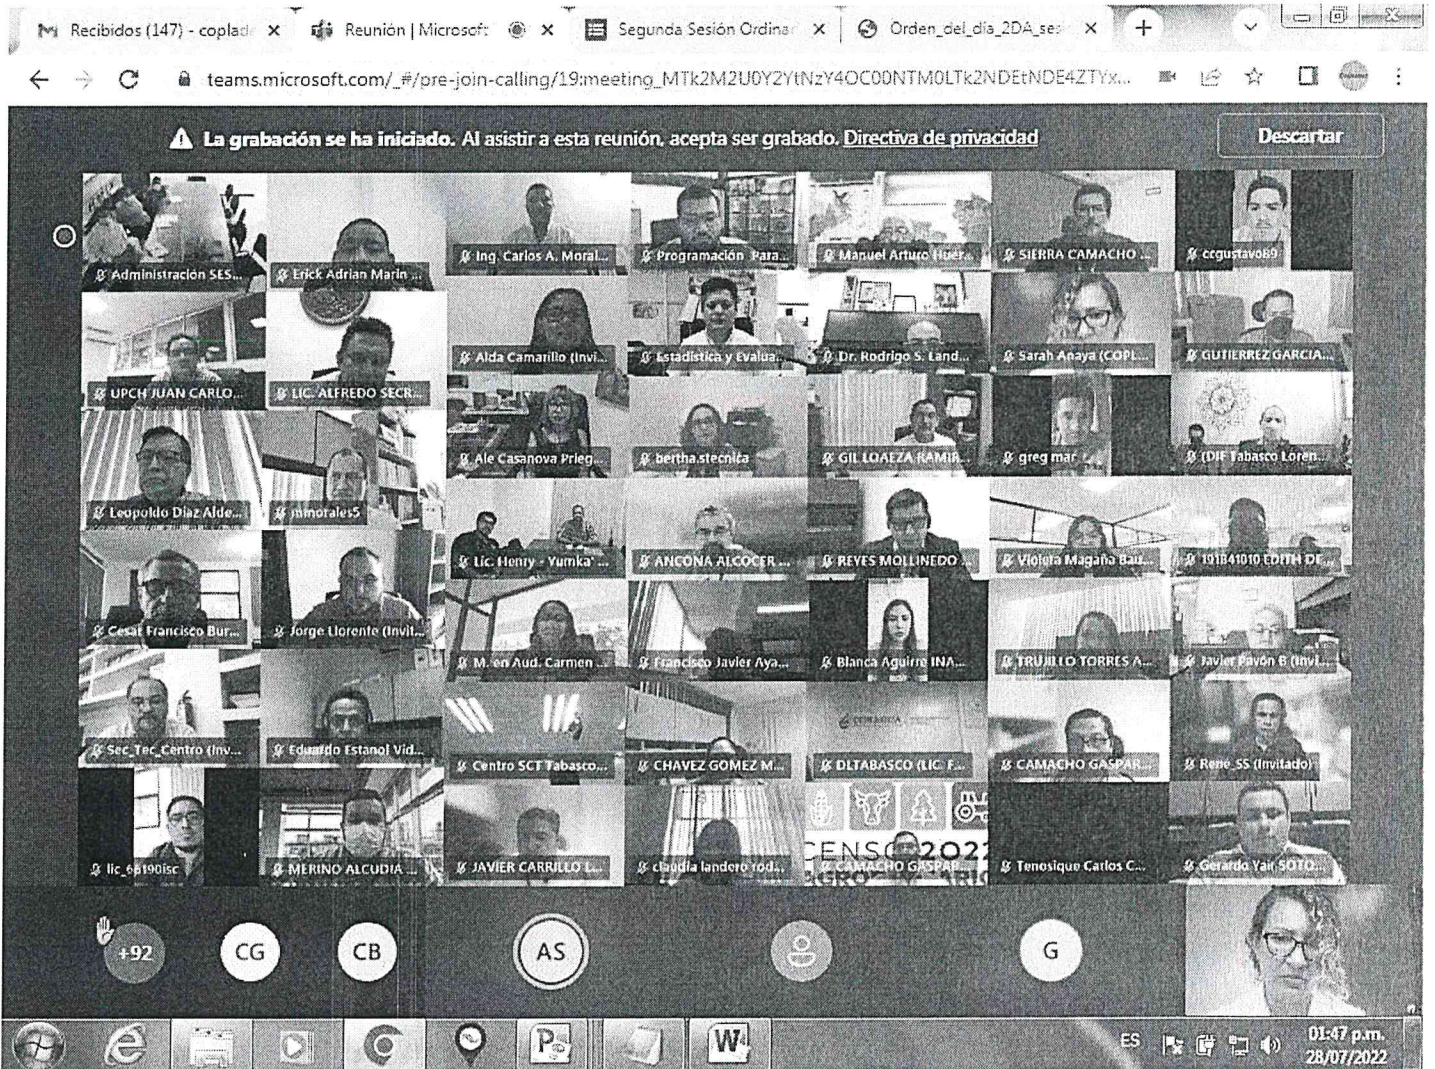 Recibidos (147) - coplad
Reunión | Microsoft
Segunda Sesión Ordinar
Orden_del_día_2DA_ses
teams.microsoft.com/_#/pre-join-calling/19:meeting_MTk2M2U0Y2YtNzY4OC00NTM0LTk2NDEtNDE4ZTYx...
La grabación se ha iniciado. Al asistir a esta reunión, acepta ser grabado. Directiva de privacidad
Descartar
Administración SES...
Erick Adrian Marin ...
Ing. Carlos A. Moral...
Programación Para...
Manuel Arturo Huer...
SIERRA CAMACHO ...
ccgustavo89
UPCH JUAN CARLO...
LIC. ALFREDO SECR...
Alda Camarillo (Invi...
Estadística y Evalua...
Dr. Rodrigo S. Land...
Sarah Anaya (COPL...
GUTIERREZ GARCIA...
Leopoldo Diaz Alde...
mmorales5
Ale Casanova Prieg...
bertha.stecnica
GIL LOAEZA RAMIR...
greg mar
(DIF Tabasco Loren...
Cesar Francisco Bur...
Jorge Llorente (Invit...
Lic. Henry - Yumka' ...
ANCONA ALOCER ...
REYES MOLLINEDO ...
Violeta Magaña Bau...
191841010 EDITH DE...
Sec_Tec_Centro (Inv...
Eduardo Estanol Vid...
M. en Aud. Carmen ...
Francisco Javier Aya...
Blanca Aguirre INA...
TRUJILLO TORRES A...
Javier Pavón B (Invi...
lic_66190isc
MERINO ALCUDIA ...
Centro SCT Tabasco...
CHAVEZ GOMEZ M...
DLTABASCO (LIC. F...
CAMACHO GASPAR...
Rene_SS (Invitado)
JAVIER CARRILLO L...
claudia landero rod...
CENSO 2022
CAMACHO GASPAR...
Tenosique Carlos C...
Gerardo Yair SOTO...
+92
CG
CB
AS
G
ES
01:47 p.m.
28/07/2022